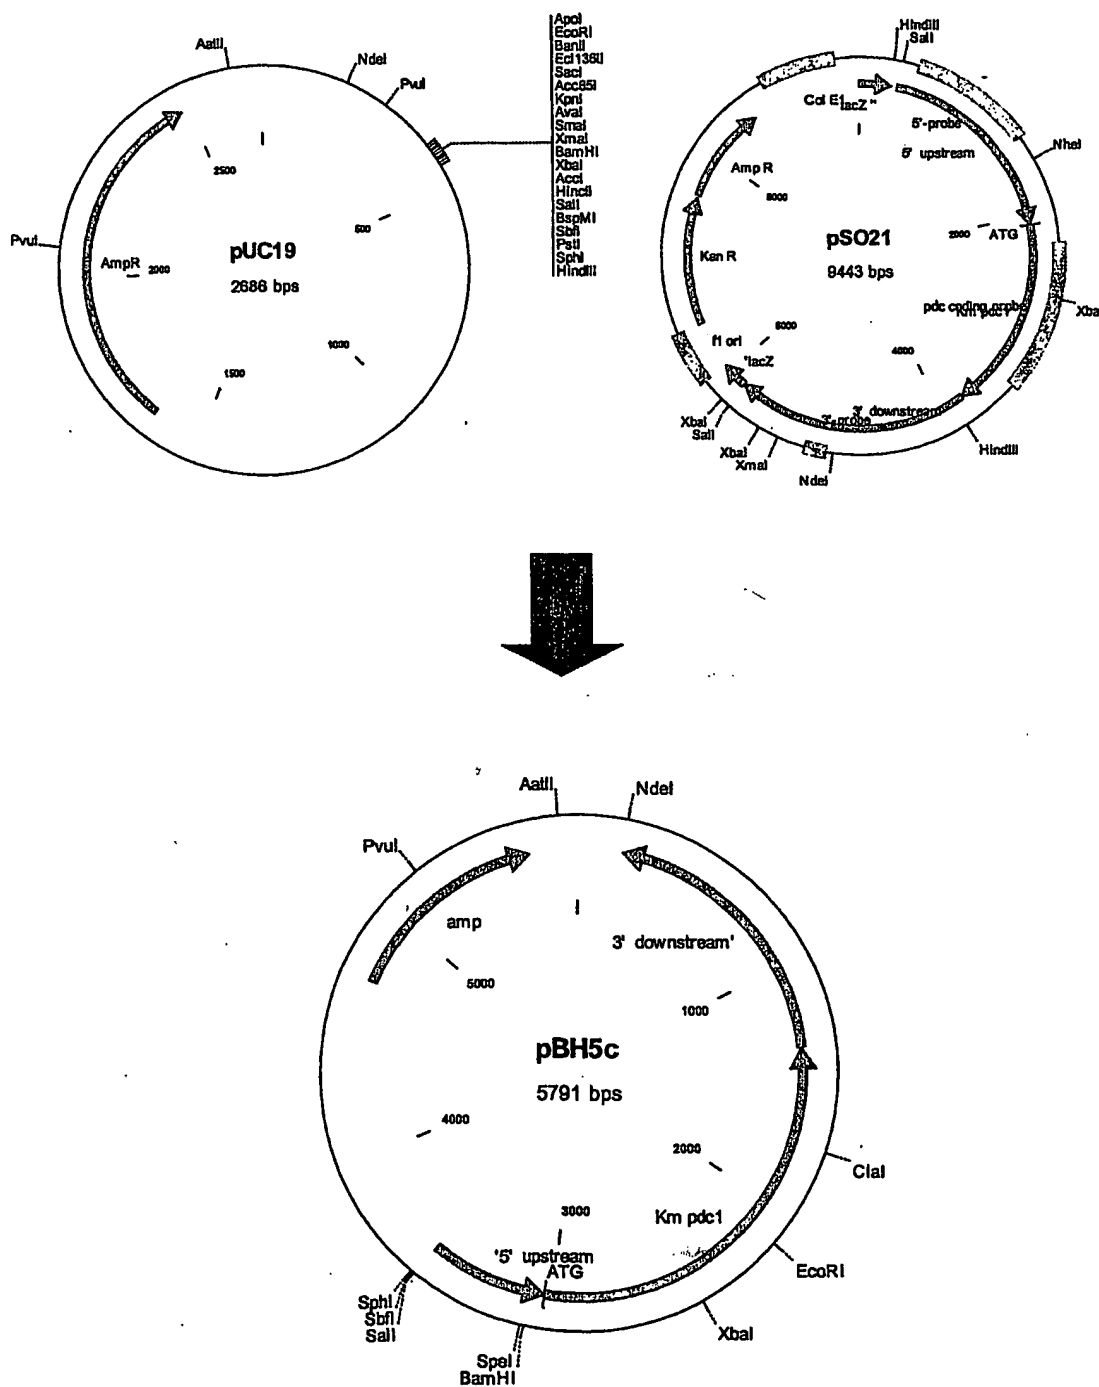 AatII
NdeI
PvuI
PvuI
2500
500
pUC19
2686 bps
AmpR
2000
1000
1500
ApoI
EcoRI
BanII
Ecl136II
SacI
Acc65I
KpnI
AvaI
SmaI
XmaI
BamHI
XbaI
AccI
HincII
SalI
BspMI
SbfI
PstI
SphI
HindIII
HindIII
SalI
Col E1
lacZ "
5'-probe
5' upstream
NheI
Amp R
8000
pSO21
9443 bps
2000
ATG
Kan R
pdc coding probe
Km pdc1
Xba
f1 ori
6000
'lacZ
4000
3' downstream
3'-probe
XbaI
SalI
XbaI
XmaI
NdeI
HindIII
AatII
NdeI
PvuI
amp
5000
3' downstream'
1000
pBH5c
5791 bps
4000
2000
ClaI
3000
Km pdc1
'5' upstream
ATG
EcoRI
SphI
SbfI
SalI
XbaI
SpeI
BamHI